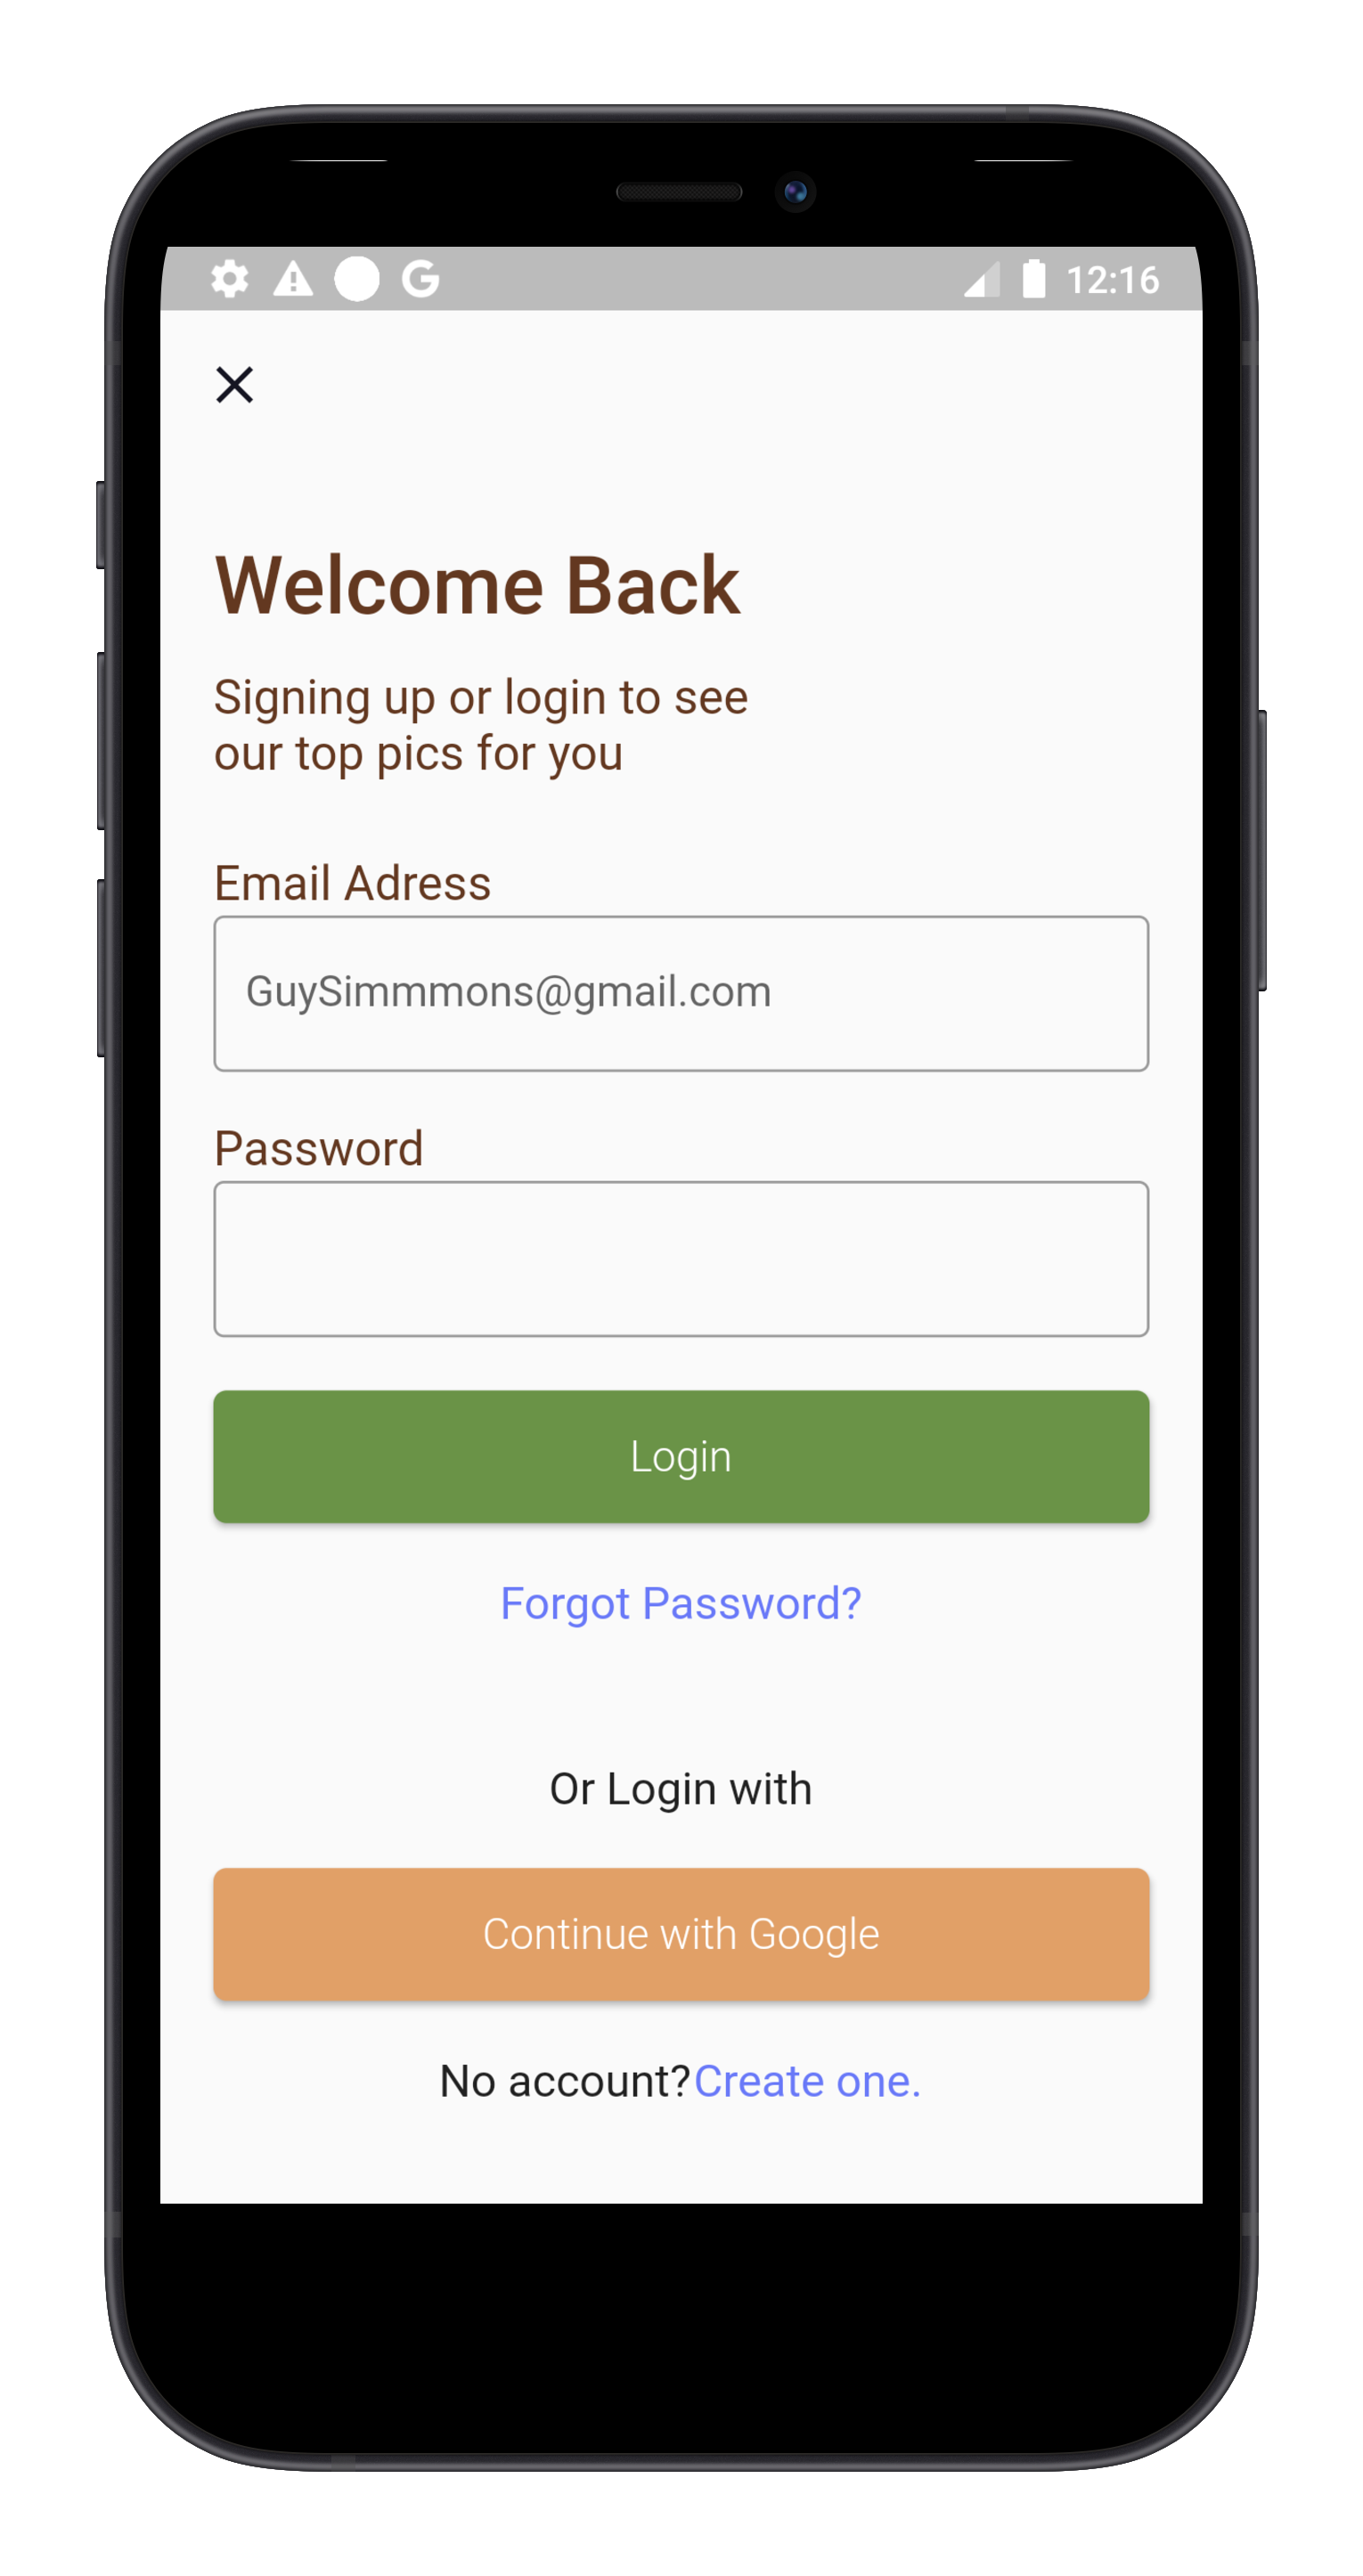 12:16
Welcome Back
Signing up or login to see
our top pics for you
Email Adress
GuySimmmons@gmail.com
Password
Login
Forgot Password?
Or Login with
Continue with Google
No account?Create one.